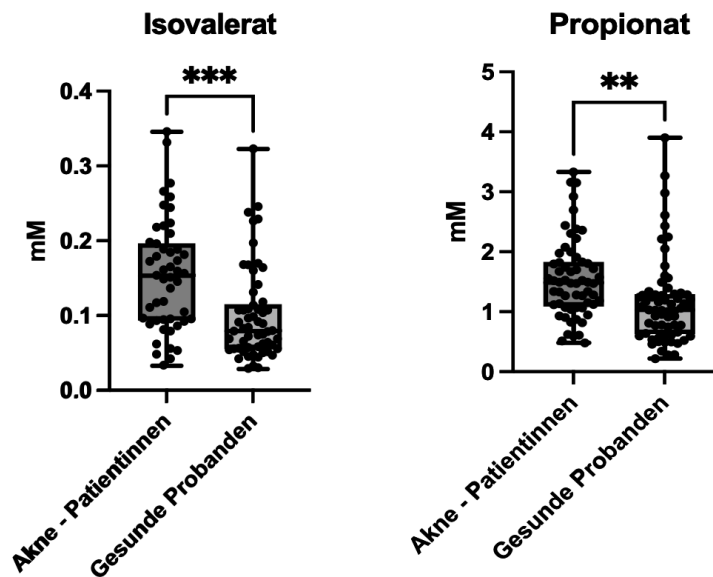 Isovalerat
***
0.4
0.3
0.2
0.1
0.0
mM
Akne - Patientinnen
Gesunde Probanden
Propionat
**
5
4
3
2
1
0
mM
Akne - Patientinnen
Gesunde Probanden